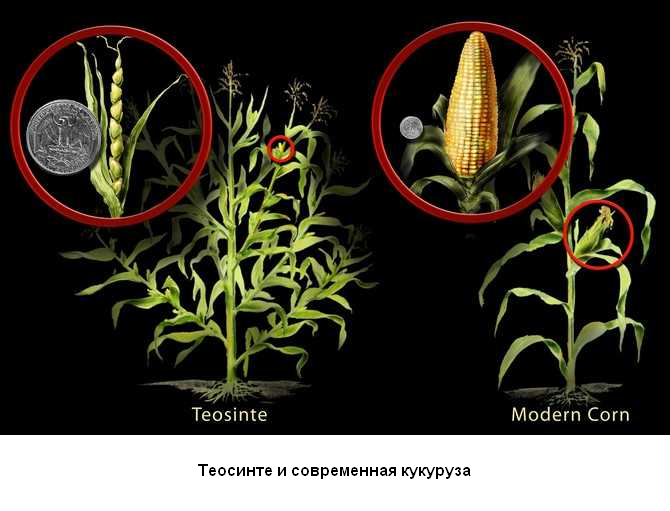 Teosinte
Modern Corn
Теосинте и современная кукуруза